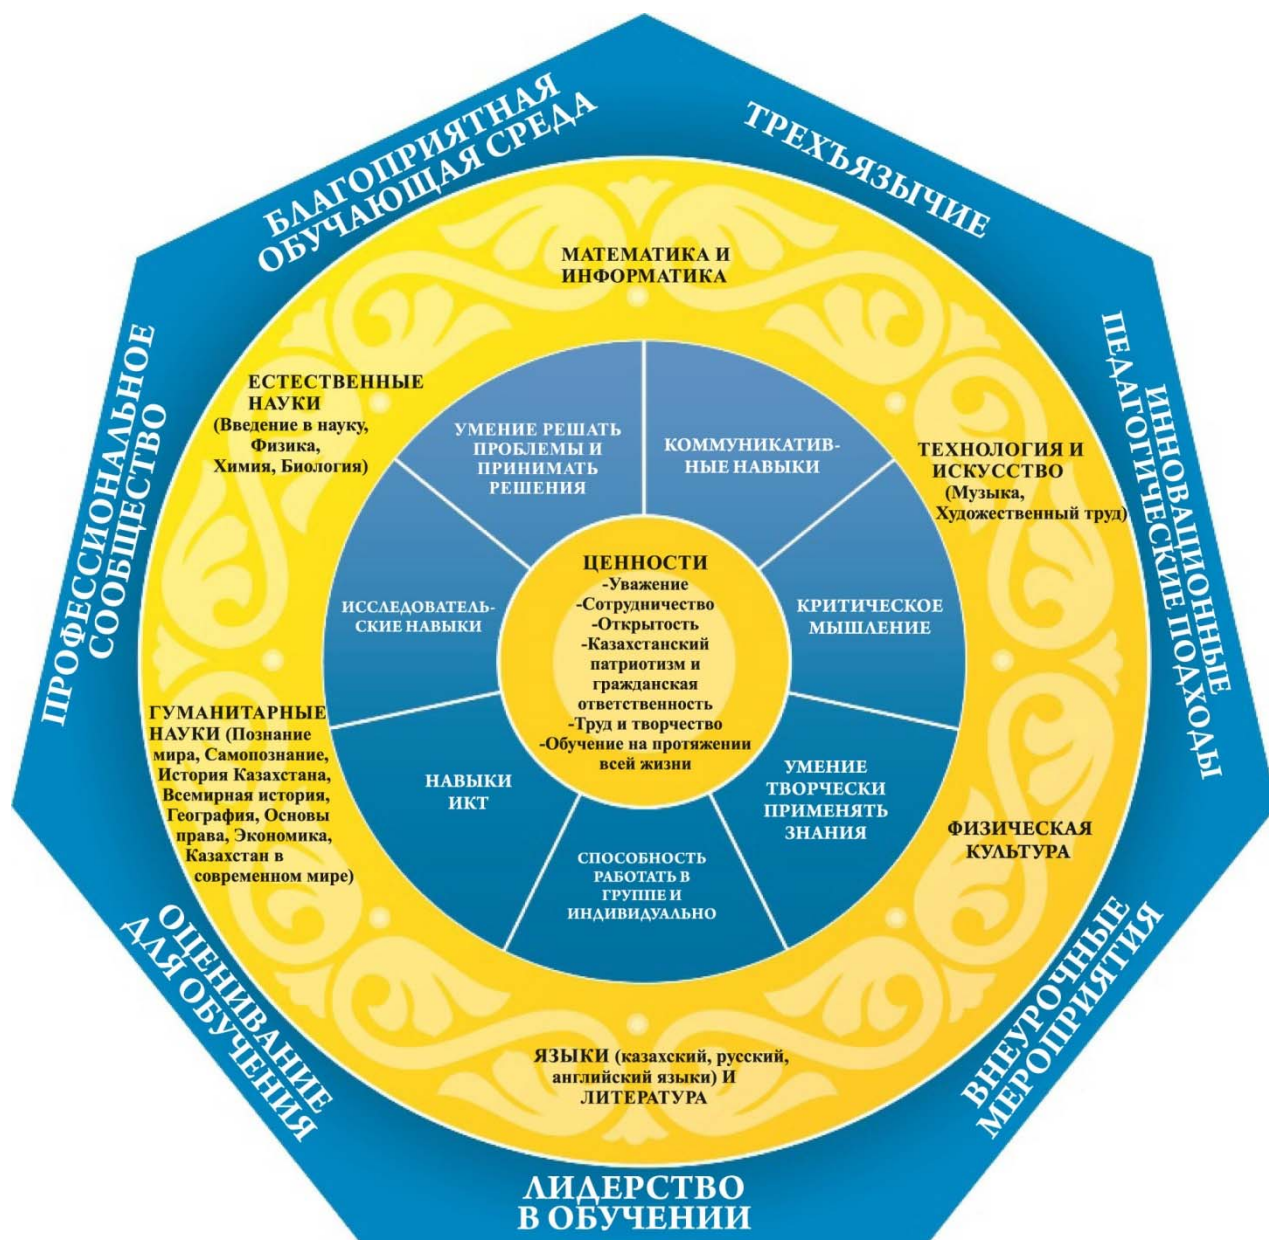 БЛАГОПРИЯТНАЯ
ОБУЧАЮЩАЯ СРЕДА
ТРЕХЪЯЗЫЧИЕ
ИННОВАЦИОННЫЕ
ПЕДАГОГИЧЕСКИЕ ПОДХОДЫ
ВНЕУРОЧНЫЕ
МЕРОПРИЯТИЯ
ЛИДЕРСТВО
В ОБУЧЕНИИ
ОЦЕНИВАНИЕ
ДЛЯ ОБУЧЕНИЯ
ПРОФЕССИОНАЛЬНОЕ
СООБЩЕСТВО
МАТЕМАТИКА И
ИНФОРМАТИКА
ТЕХНОЛОГИЯ И
ИСКУССТВО
(Музыка,
Художественный труд)
ФИЗИЧЕСКАЯ
КУЛЬТУРА
ЯЗЫКИ (казахский, русский,
английский языки) И
ЛИТЕРАТУРА
ГУМАНИТАРНЫЕ
НАУКИ (Познание
мира, Самопознание,
История Казахстана,
Всемирная история,
География, Основы
права, Экономика,
Казахстан в
современном мире)
ЕСТЕСТВЕННЫЕ
НАУКИ
(Введение в науку,
Физика,
Химия, Биология)
УМЕНИЕ РЕШАТЬ
ПРОБЛЕМЫ И
ПРИНИМАТЬ
РЕШЕНИЯ
КОММУНИКАТИВ-
НЫЕ НАВЫКИ
КРИТИЧЕСКОЕ
МЫШЛЕНИЕ
УМЕНИЕ
ТВОРЧЕСКИ
ПРИМЕНЯТЬ
ЗНАНИЯ
СПОСОБНОСТЬ
РАБОТАТЬ В
ГРУППЕ И
ИНДИВИДУАЛЬНО
НАВЫКИ
ИКТ
ИССЛЕДОВАТЕЛЬ-
СКИЕ НАВЫКИ
ЦЕННОСТИ
-Уважение
-Сотрудничество
-Открытость
-Казахстанский
патриотизм и
гражданская
ответственность
-Труд и творчество
-Обучение на протяжении
всей жизни